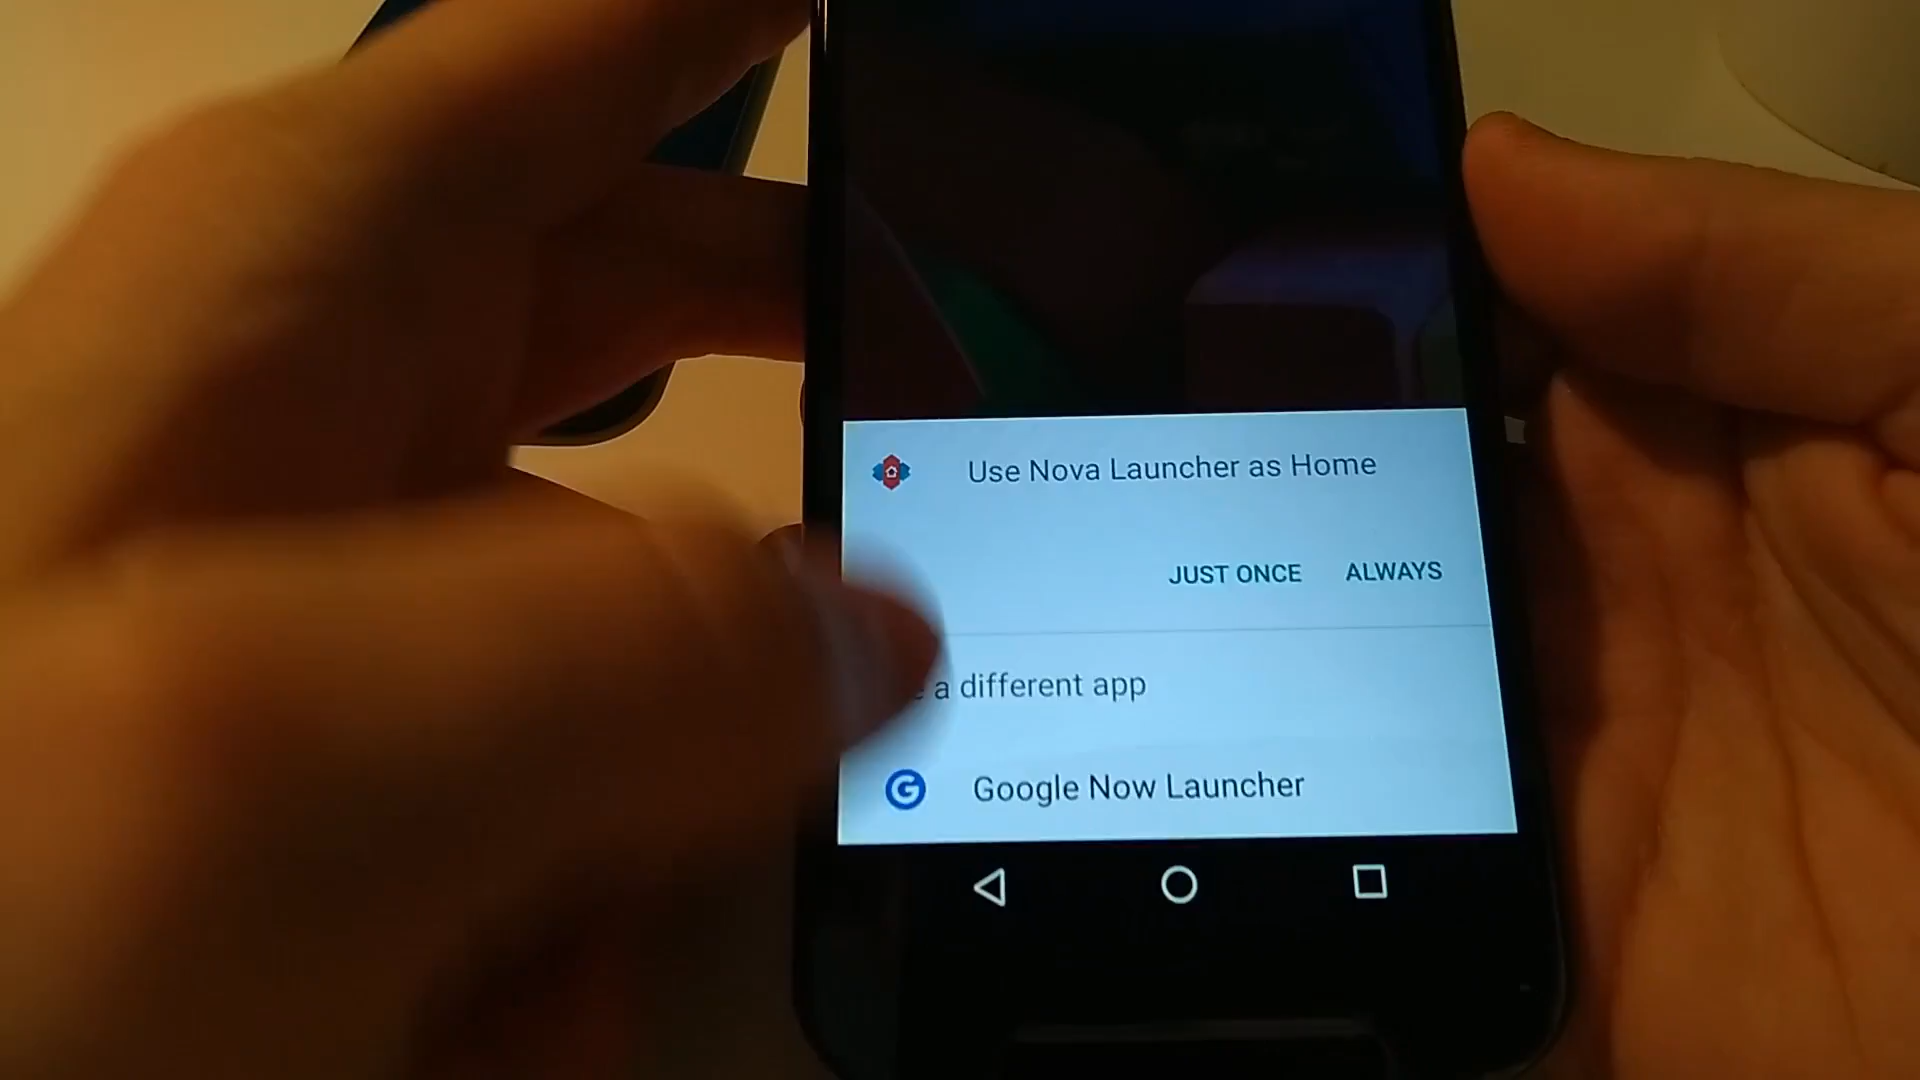 Use Nova Launcher as Home
JUST ONCE ALWAYS
a different app
Google Now Launcher